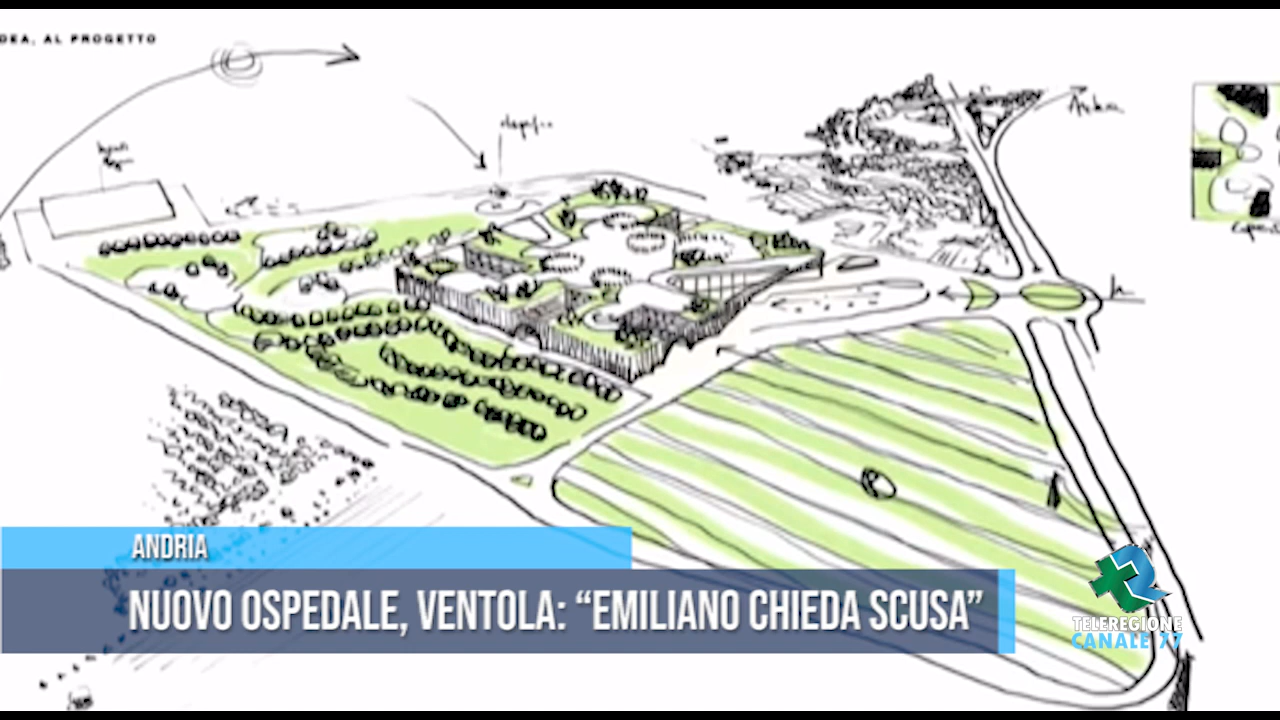 DEA, AL PROGETTO
ANDRIA
NUOVO OSPEDALE, VENTOLA: “EMILIANO CHIEDA SCUSA”
TELEREGIONE
CANALE 77